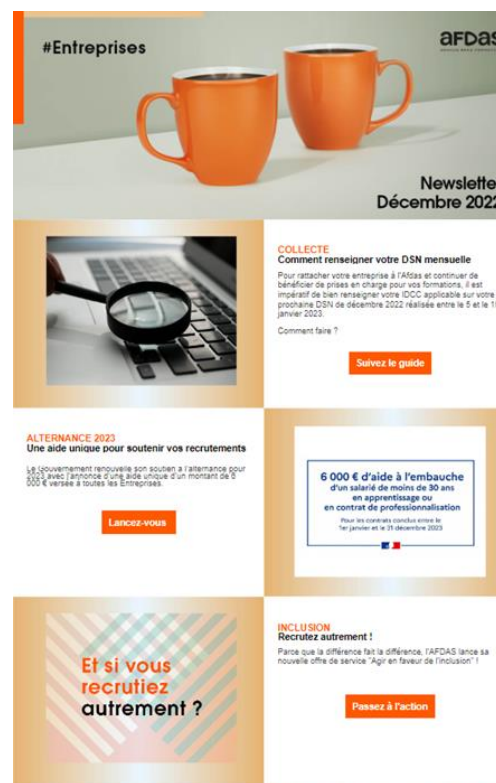 #Entreprises
afdas
Newslette
Décembre 2022
COLLECTE
Comment renseigner votre DSN mensuelle
Pour rattacher votre entreprise à l'Afdas et continuer de
bénéficier de prises en charge pour vos formations, il est
impératif de bien renseigner votre IDCC applicable sur votre
prochaine DSN de décembre 2022 réalisée entre le 5 et le 1
janvier 2023.
Comment faire ?
Suivez le guide
ALTERNANCE 2023
Une aide unique pour soutenir vos recrutements
Le Gouvernement renouvelle son soutien à l'alternance pour
2023 avec l'annonce d'une aide unique d'un montant de 6
000 € versée à toutes les Entreprises.
Lancez-vous
6 000 € d'aide à l'embauche
d'un salarié de moins de 30 ans
en apprentissage ou
en contrat de professionnalisation
Pour les contrats conclus entre le
1er janvier et le 31 décembre 2023
Et si vous
recrutiez
autrement ?
INCLUSION
Recrutez autrement !
Parce que la différence fait la différence, l'AFDAS lance sa
nouvelle offre de service "Agir en faveur de l'inclusion" !
Passez à l'action